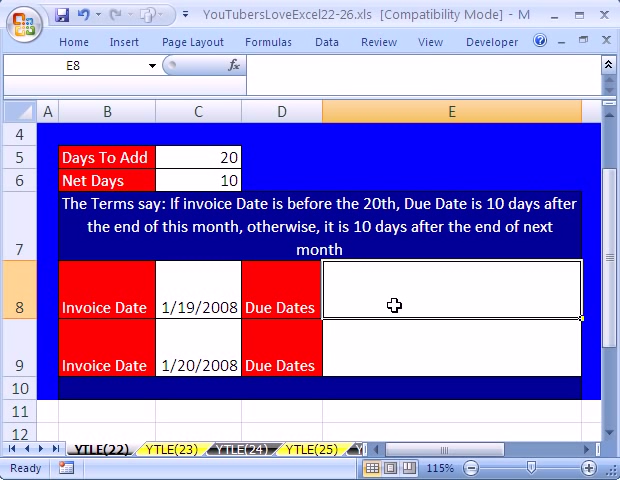 YouTubersLoveExcel22-26.xls [Compatibility Mode] - M
Home Insert Page Layout Formulas Data Review View Developer
E8 fx
A B C D E
4
5 Days To Add 20
6 Net Days 10
The Terms say: If invoice Date is before the 20th, Due Date is 10 days after
the end of this month, otherwise, it is 10 days after the end of next
7 month
8 Invoice Date 1/19/2008 Due Dates
9 Invoice Date 1/20/2008 Due Dates
10
11
12
YTLE(22) YTLE(23) YTLE(24) YTLE(25) Y
Ready 115%